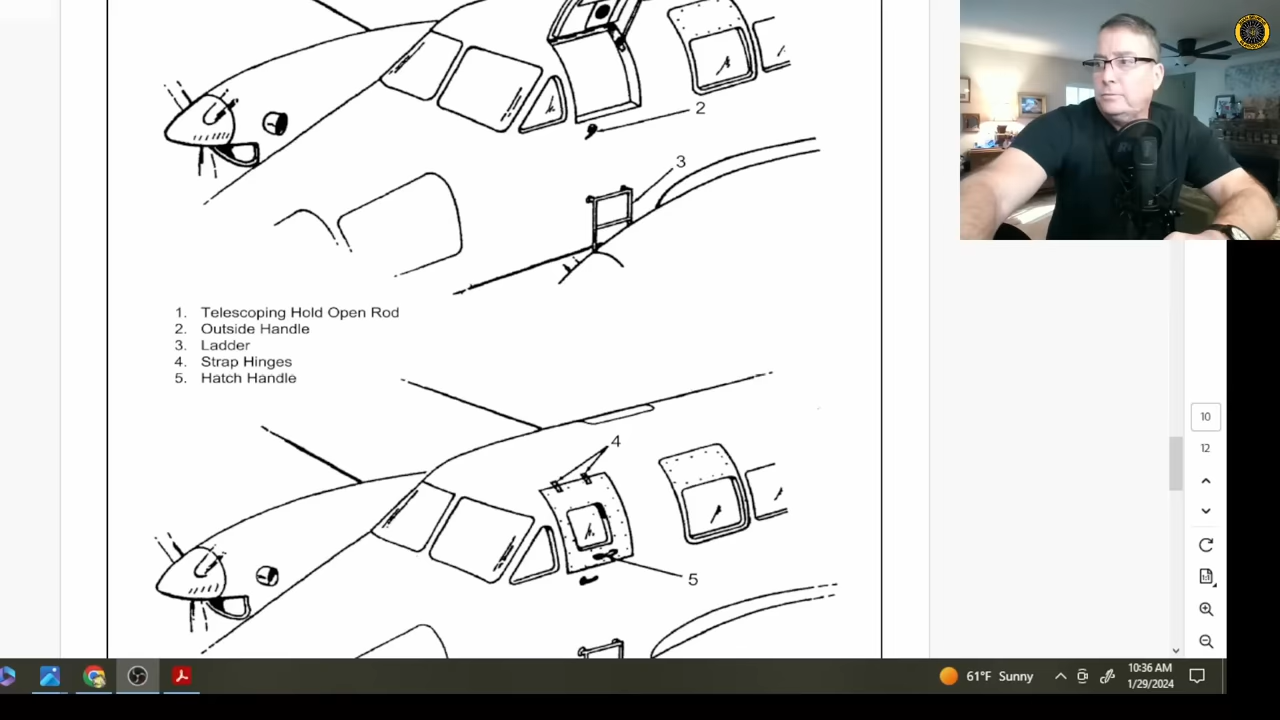 2
3
1. Telescoping Hold Open Rod
2. Outside Handle
3. Ladder
4. Strap Hinges
5. Hatch Handle
4
5
10
12
61°F Sunny
10:36 AM
1/29/2024